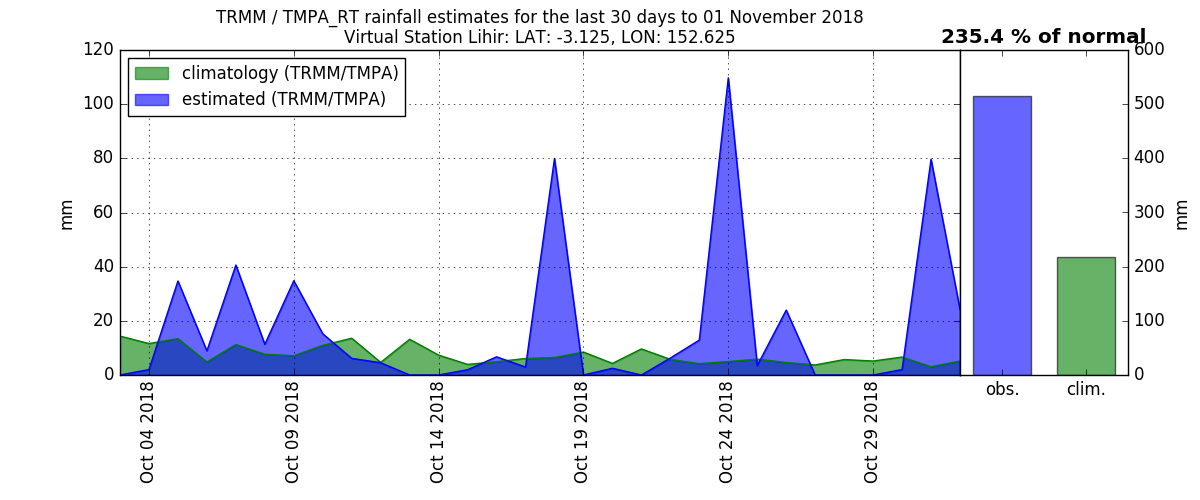 TRMM / TMPA_RT rainfall estimates for the last 30 days to 01 November 2018
Virtual Station Lihir: LAT: -3.125, LON: 152.625
235.4 % of normal
climatology (TRMM/TMPA)
estimated (TRMM/TMPA)
mm
120
100
80
60
40
20
0
Oct 04 2018
Oct 09 2018
Oct 14 2018
Oct 19 2018
Oct 24 2018
Oct 29 2018
obs.
clim.
600
500
400
300
200
100
0
mm